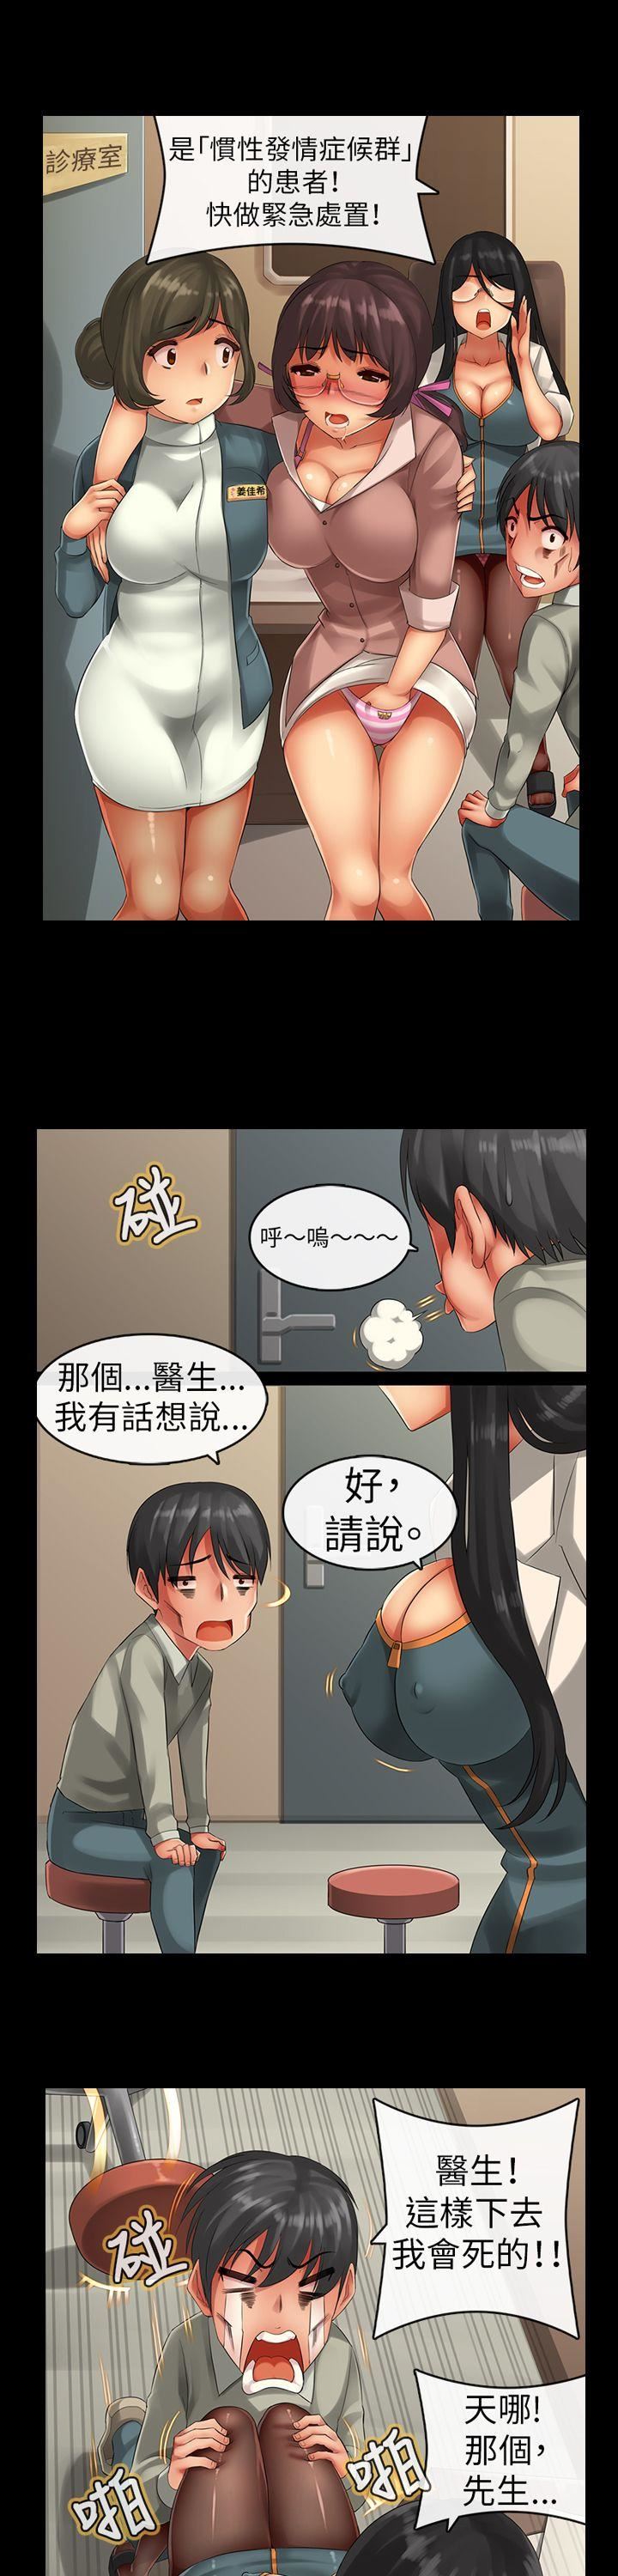 診療室
是「慣性發情症候群」
的患者!
快做緊急處置!
姜佳希
碰
呼～嗚～～～
那個...醫生...
我有話想說...
好,
請說。
醫生!
這樣下去
我會死的!!
碰
天哪!
那個,
先生...
啪
啪